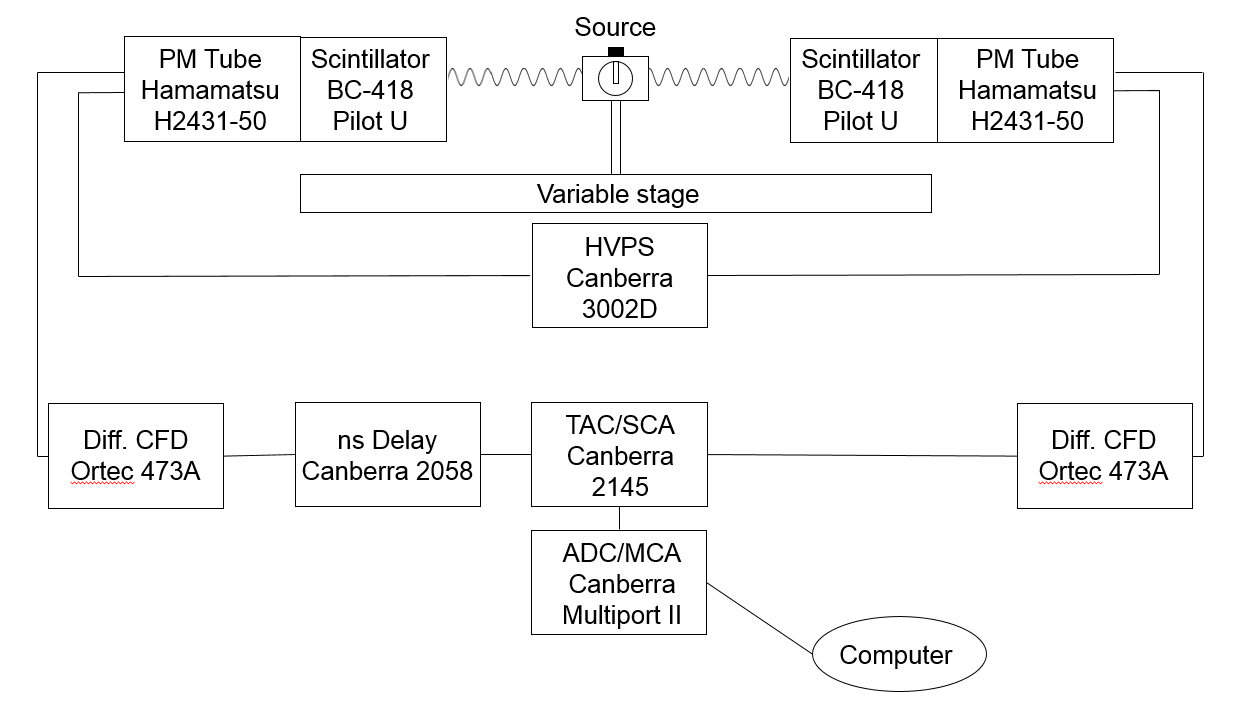 Source
PM Tube
Hamamatsu
H2431-50
Scintillator
BC-418
Pilot U
Scintillator
BC-418
Pilot U
PM Tube
Hamamatsu
H2431-50
Variable stage
HVPS
Canberra
3002D
Diff. CFD
Ortec 473A
ns Delay
Canberra 2058
TAC/SCA
Canberra
2145
Diff. CFD
Ortec 473A
ADC/MCA
Canberra
Multiport II
Computer